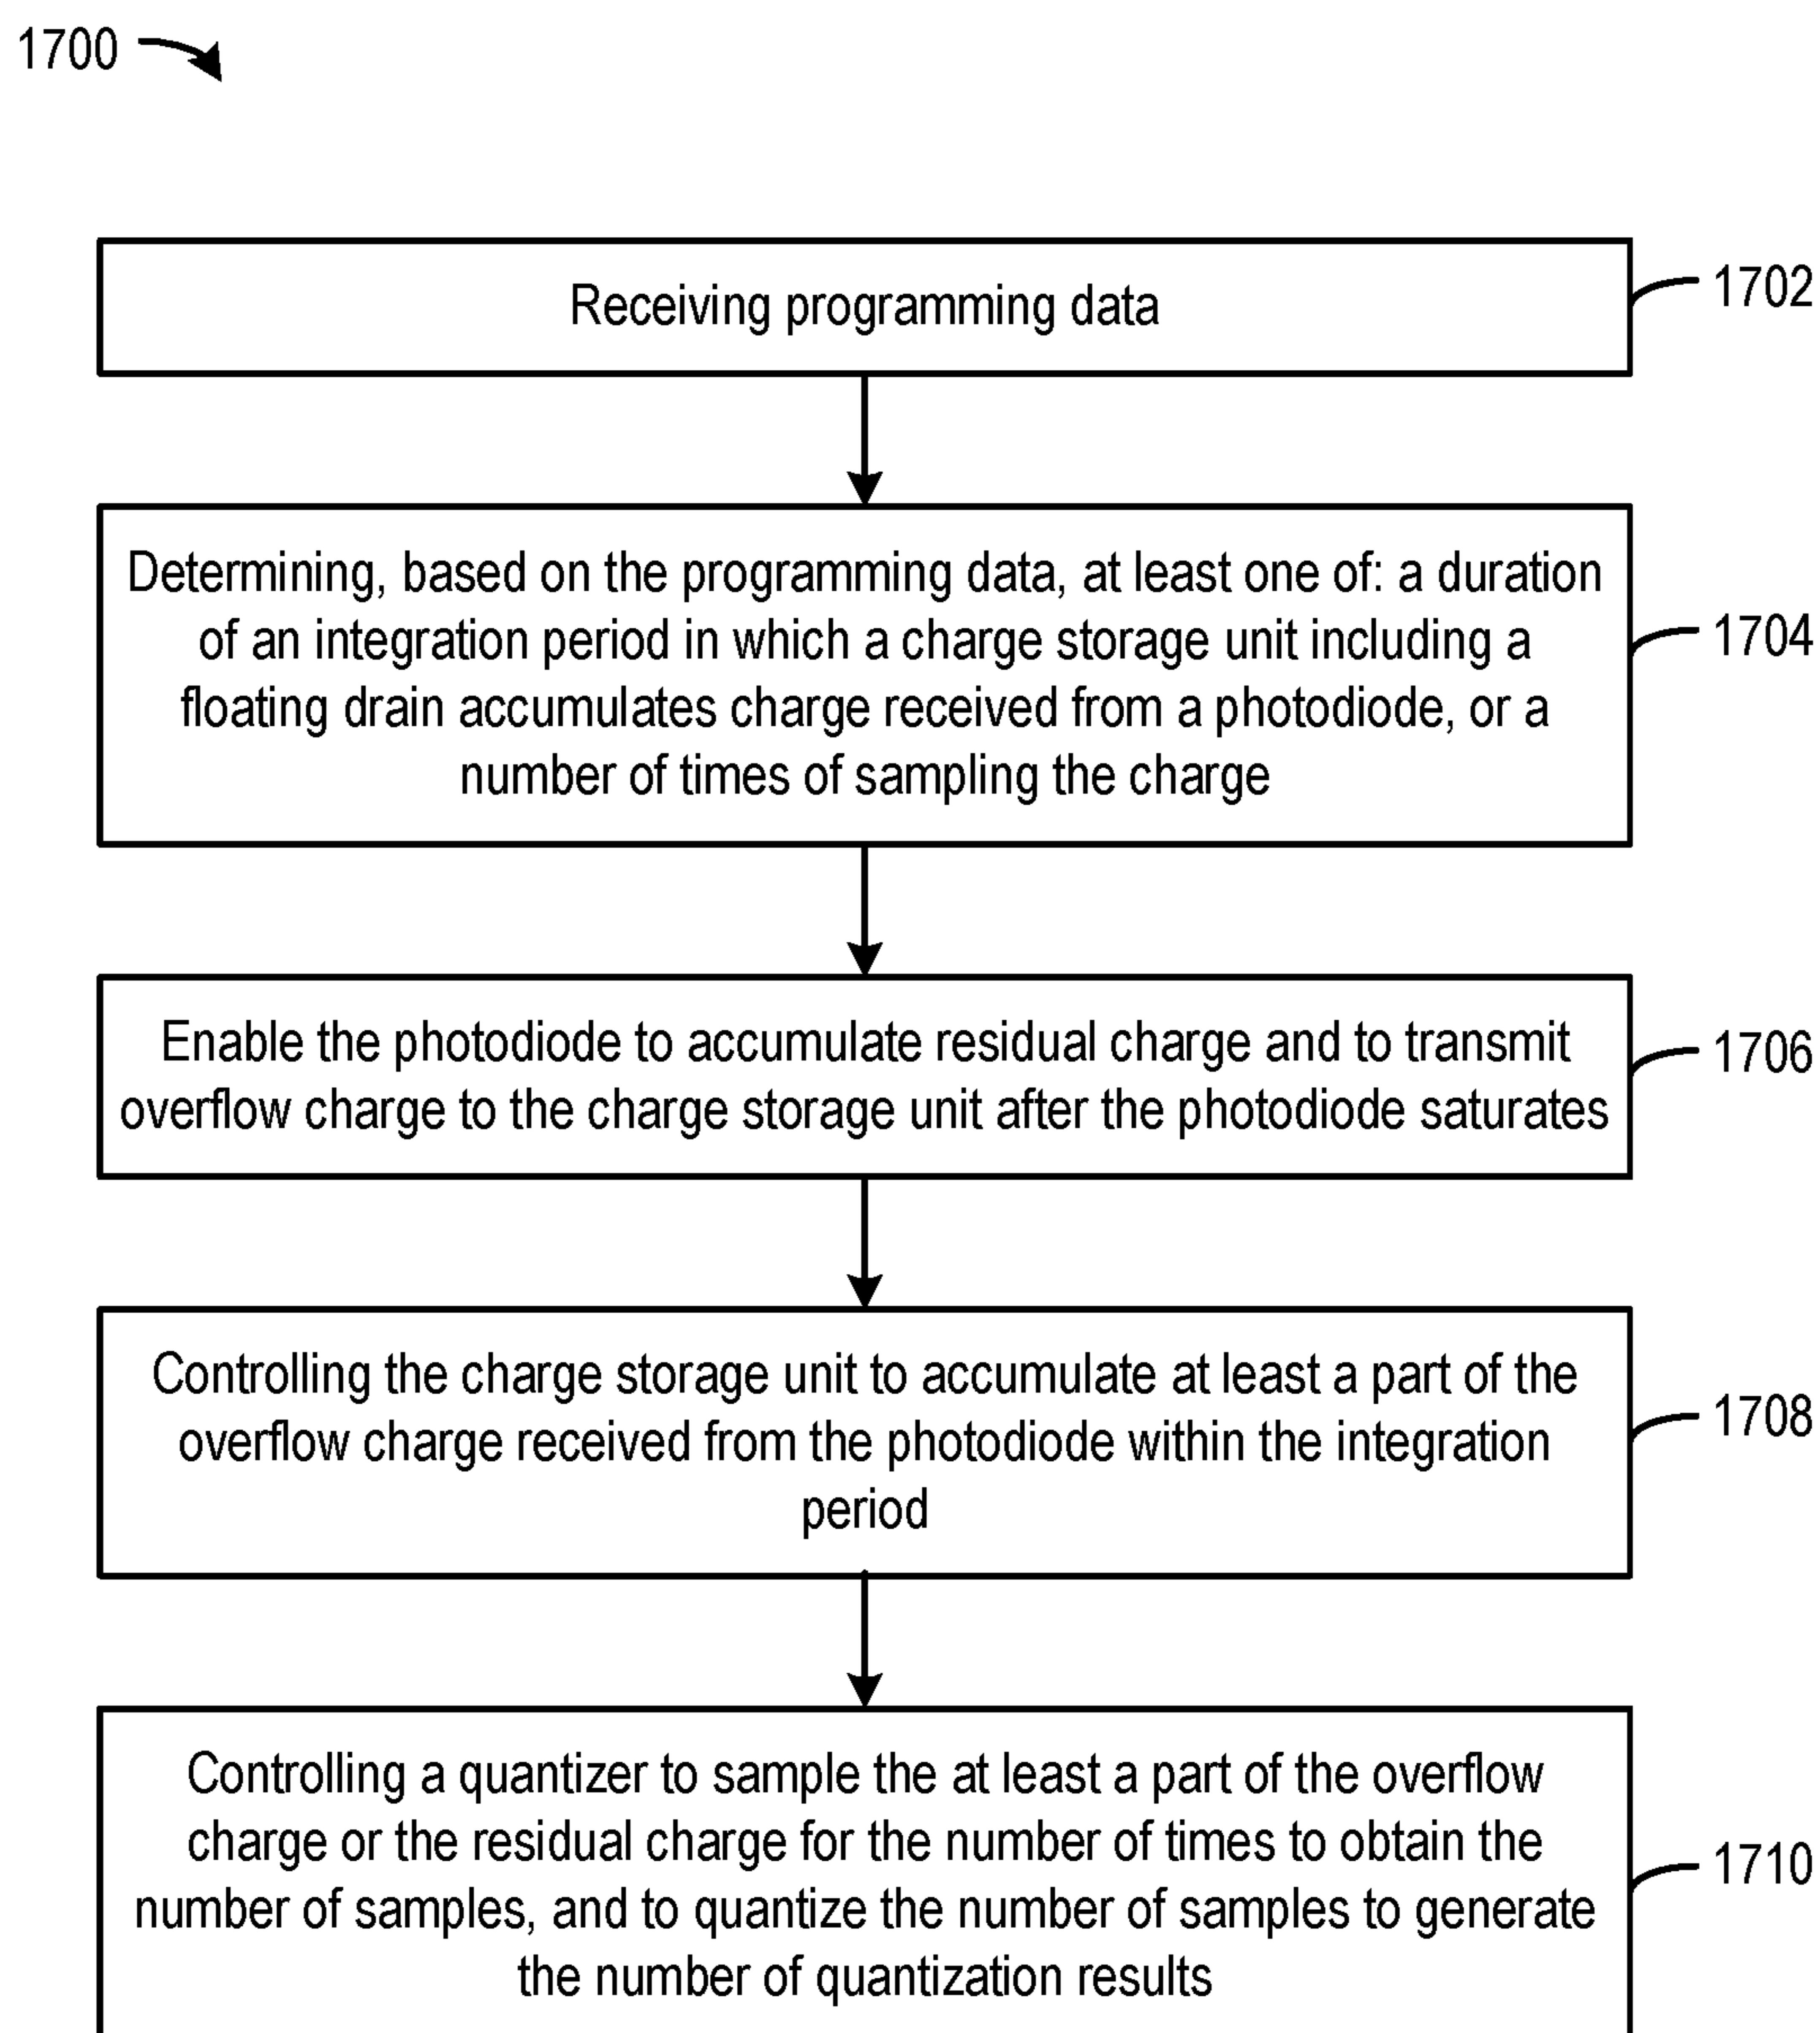 1700
Receiving programming data
1702
Determining, based on the programming data, at least one of: a duration
of an integration period in which a charge storage unit including a
floating drain accumulates charge received from a photodiode, or a
number of times of sampling the charge
1704
Enable the photodiode to accumulate residual charge and to transmit
overflow charge to the charge storage unit after the photodiode saturates
1706
Controlling the charge storage unit to accumulate at least a part of the
overflow charge received from the photodiode within the integration
period
1708
Controlling a quantizer to sample the at least a part of the overflow
charge or the residual charge for the number of times to obtain the
number of samples, and to quantize the number of samples to generate
the number of quantization results
1710